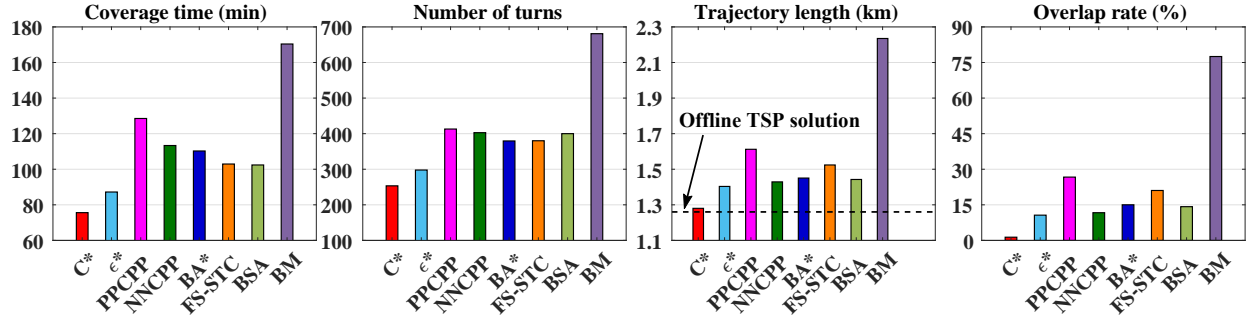 Coverage time (min)
180
160
140
120
100
80
60
C*
ϵ*
PPCPP
NNCPP
BA*
FS-STC
BSA
BM
Number of turns
700
600
500
400
300
200
100
C*
ϵ*
PPCPP
NNCPP
BA*
FS-STC
BSA
BM
Trajectory length (km)
2.3
2.1
1.9
1.7
1.5
1.3
1.1
Offline TSP solution
C*
ϵ*
PPCPP
NNCPP
BA*
FS-STC
BSA
BM
Overlap rate (%)
90
75
60
45
30
15
0
C*
ϵ*
PPCPP
NNCPP
BA*
FS-STC
BSA
BM